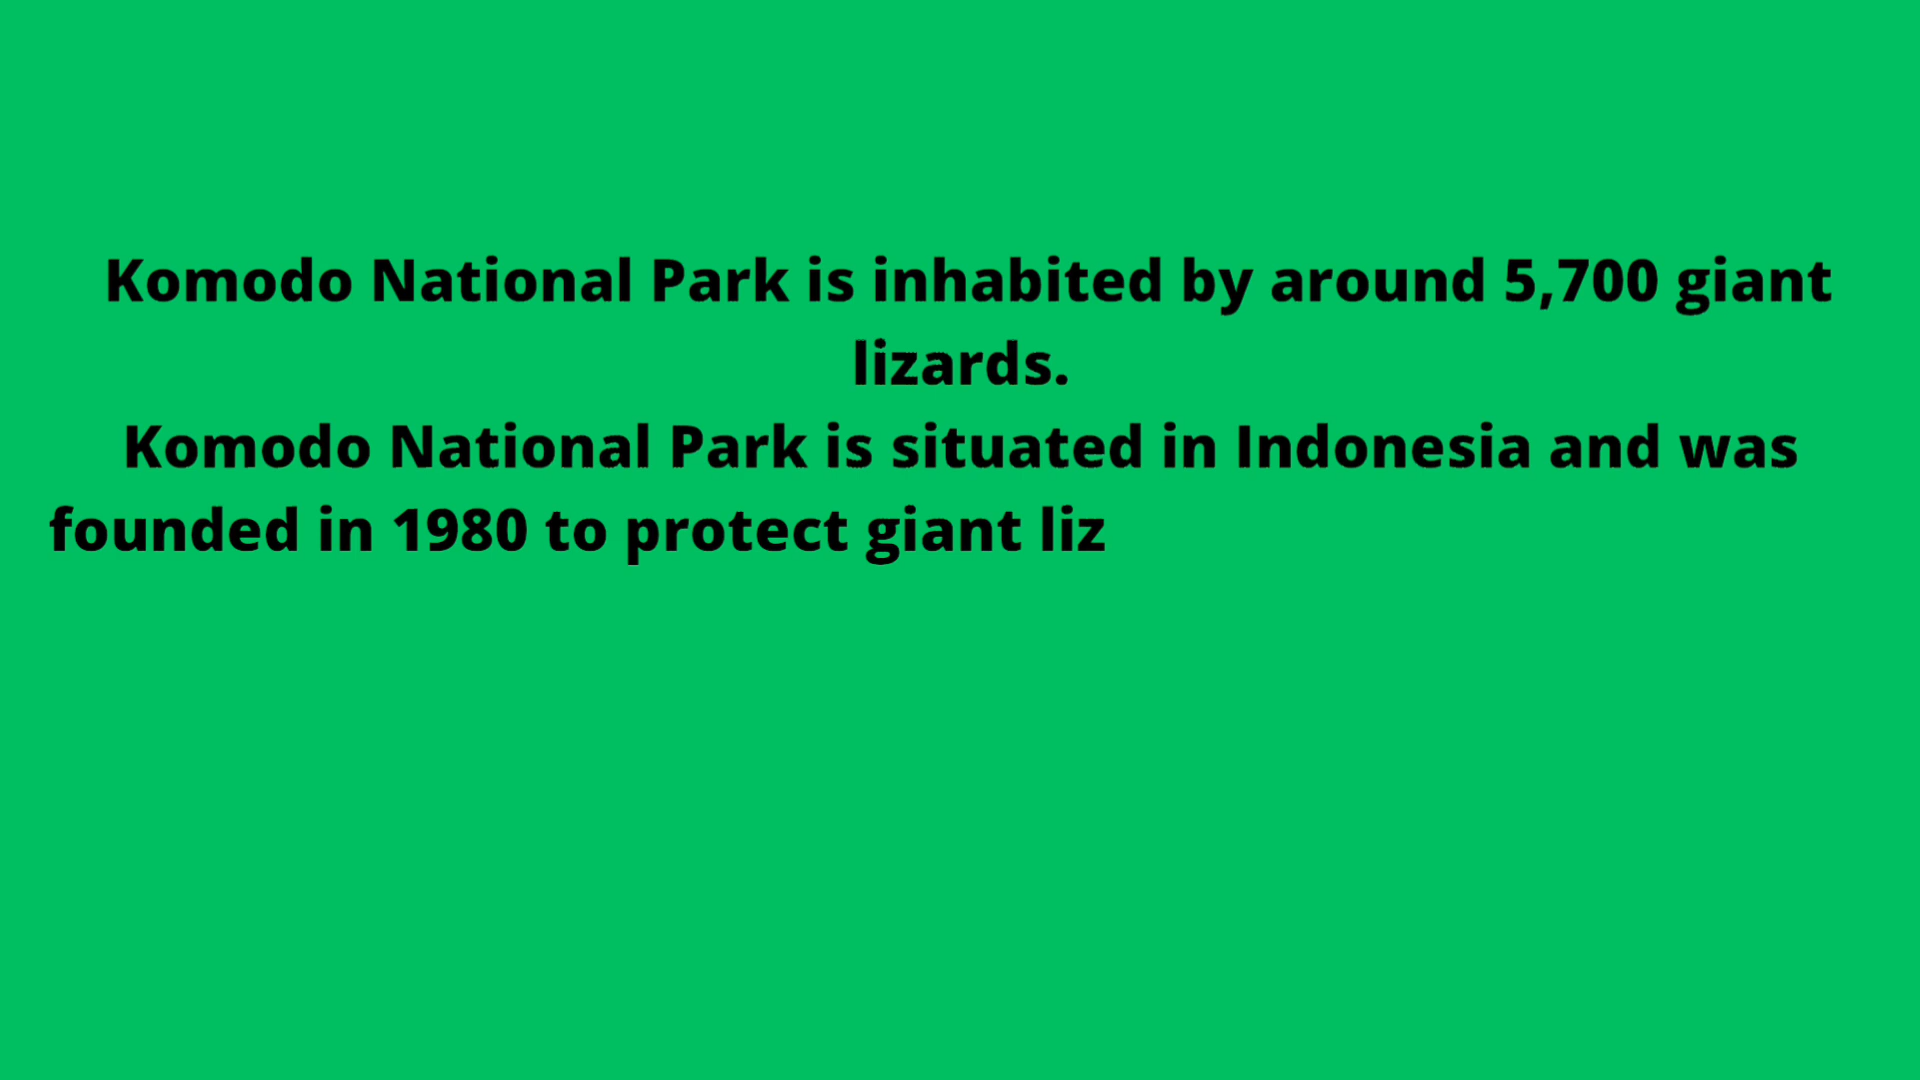 Komodo National Park is inhabited by around 5,700 giant
lizards.
Komodo National Park is situated in Indonesia and was
founded in 1980 to protect giant liz